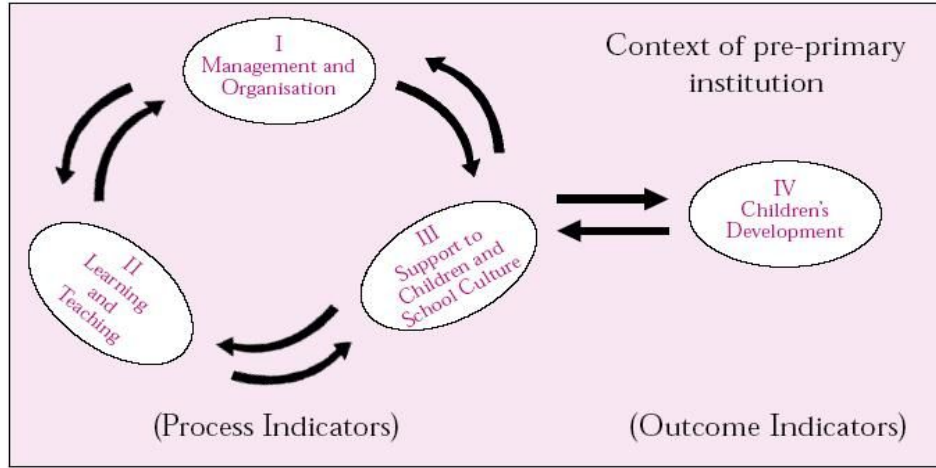 I
Management and
Organisation
Context of pre-primary
institution
II
Learning
and
Teaching
III
Support to
Children and
School Culture
IV
Children's
Development
(Process Indicators)
(Outcome Indicators)